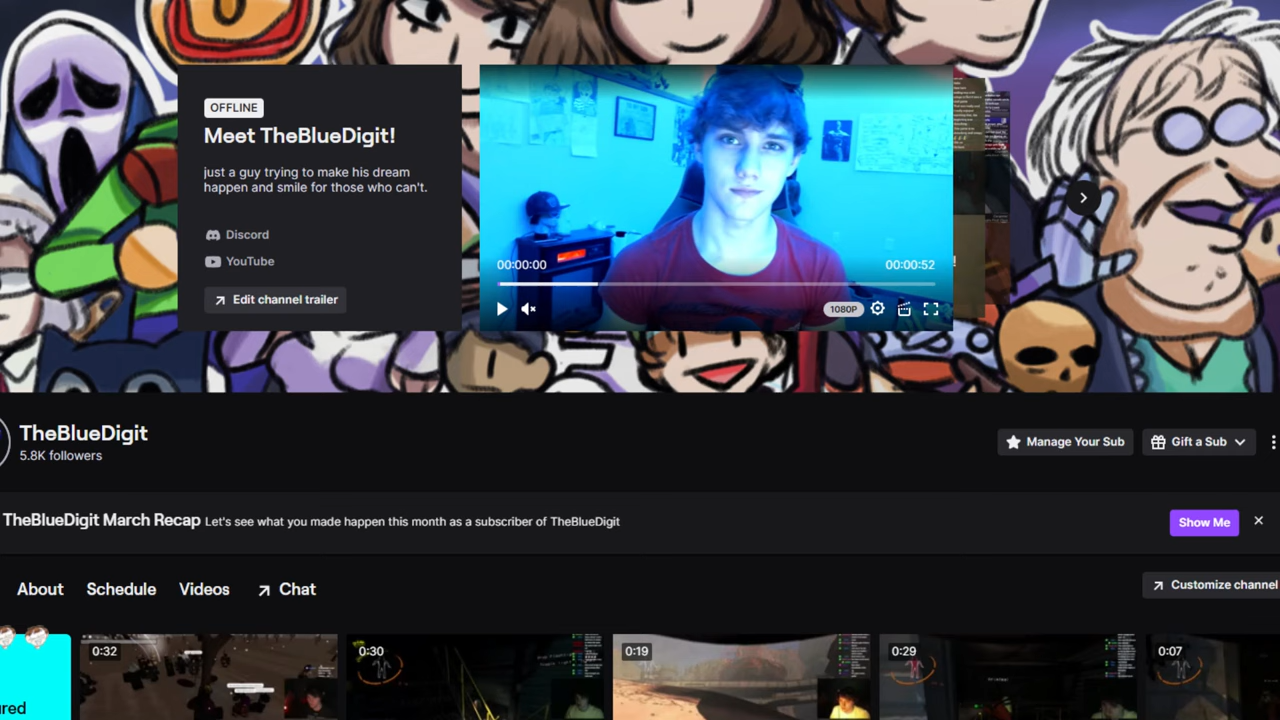 OFFLINE
Meet TheBlueDigit!
just a guy trying to make his dream
happen and smile for those who can't.
Discord
YouTube
Edit channel trailer
00:00:00
00:00:52
1080P
TheBlueDigit
5.8K followers
Manage Your Sub
Gift a Sub
TheBlueDigit March Recap Let's see what you made happen this month as a subscriber of TheBlueDigit
Show Me
About
Schedule
Videos
Chat
Customize channel
0:32
0:30
0:19
0:29
0:07
ured